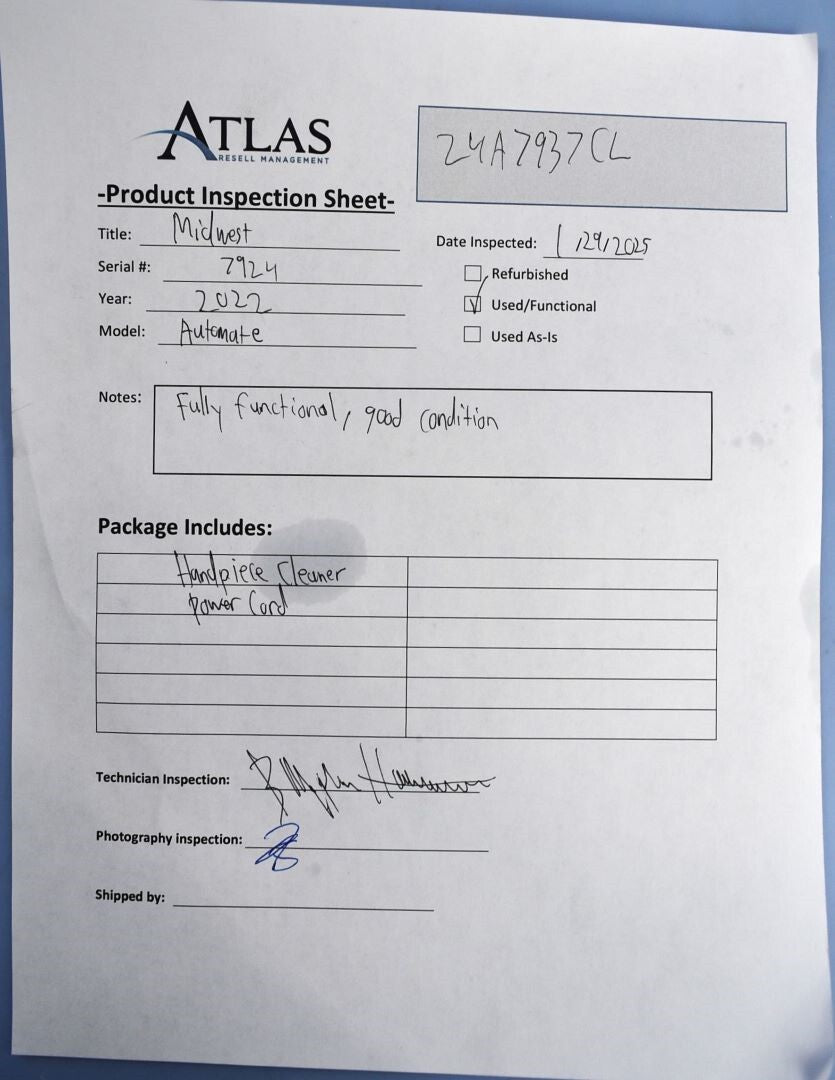 ATLAS
RESELL MANAGEMENT
24A7937CL
-Product Inspection Sheet-
Title: Midwest
Date Inspected: 1/29/2025
Serial #: 7924
Refurbished
Year: 2022
Used/Functional
Model: Automate
Used As-Is
Notes: Fully functional, good condition
Package Includes:
Handpiece Cleaner
Power Cord
Technician Inspection:
Photography inspection:
Shipped by: